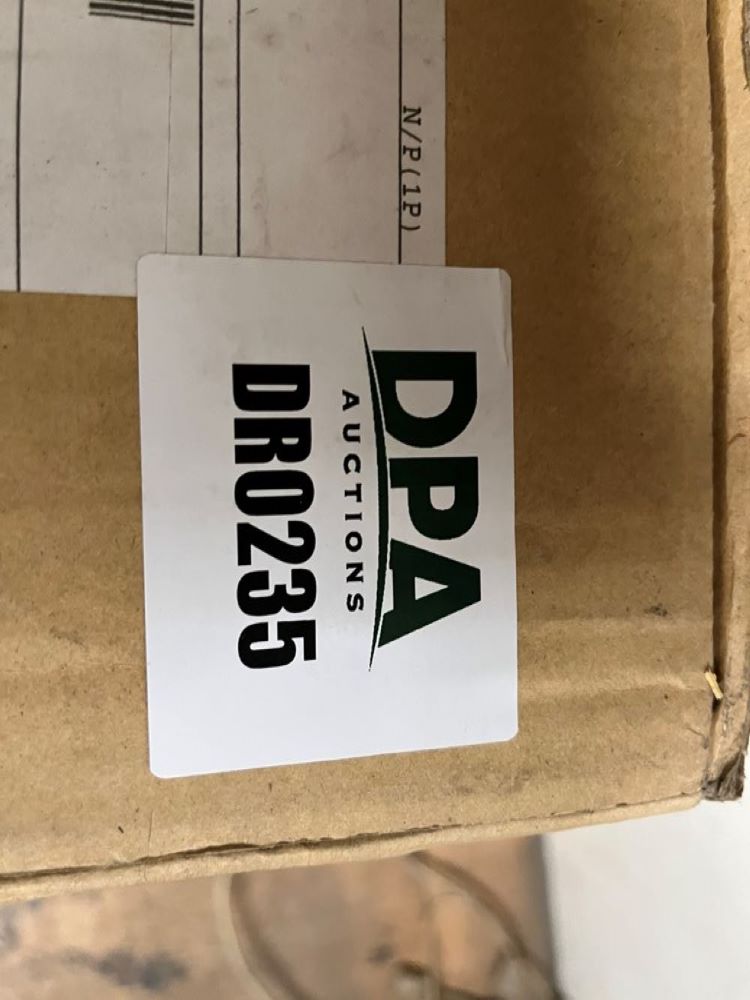 N/P(1P)
DPA
AUCTIONS
DR0235